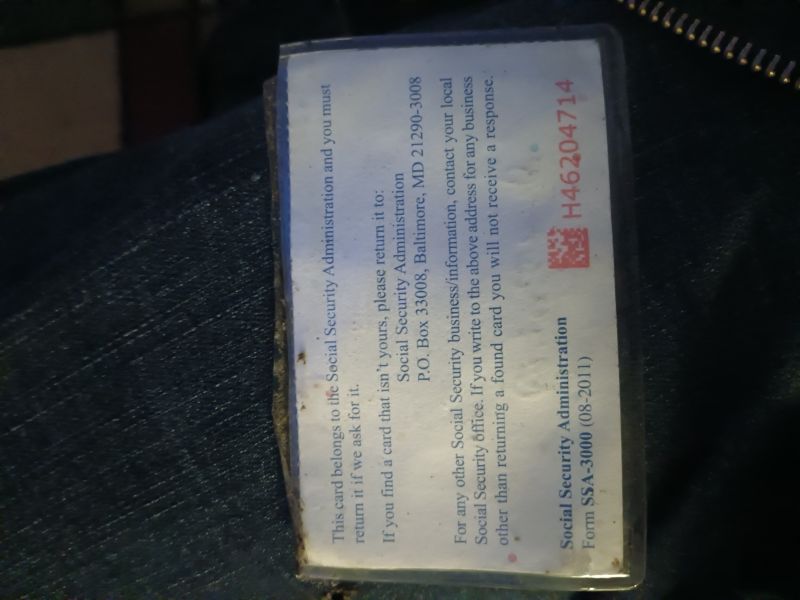 This card belongs to the Social Security Administration and you must
return it if we ask for it.
If you find a card that isn't yours, please return it to:
Social Security Administration
P.O. Box 33008, Baltimore, MD 21290-3008
For any other Social Security business/information, contact your local
Social Security office. If you write to the above address for any business
other than returning a found card you will not receive a response.
Social Security Administration
Form SSA-3000 (08-2011)
H46204714